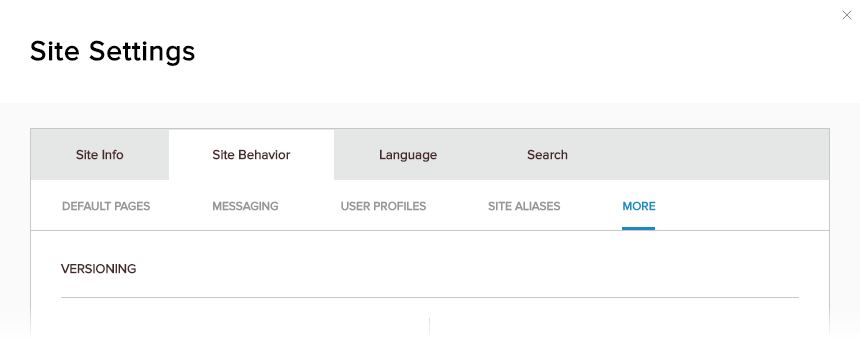 Site Settings
Site Info Site Behavior Language Search
DEFAULT PAGES MESSAGING USER PROFILES SITE ALIASES MORE
VERSIONING